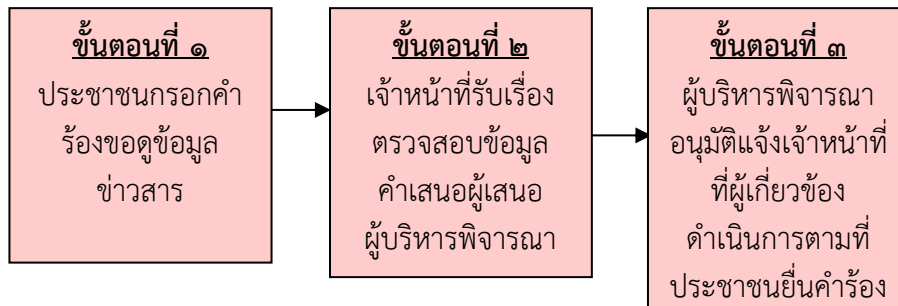 ขั้นตอนที่ ๑
ประชาชนกรอกคำ
ร้องขอดูข้อมูล
ข่าวสาร
ขั้นตอนที่ ๒
เจ้าหน้าที่รับเรื่อง
ตรวจสอบข้อมูล
คำเสนอผู้เสนอ
ผู้บริหารพิจารณา
ขั้นตอนที่ ๓
ผู้บริหารพิจารณา
อนุมัติแจ้งเจ้าหน้าที่
ที่ผู้เกี่ยวข้อง
ดำเนินการตามที่
ประชาชนยื่นคำร้อง